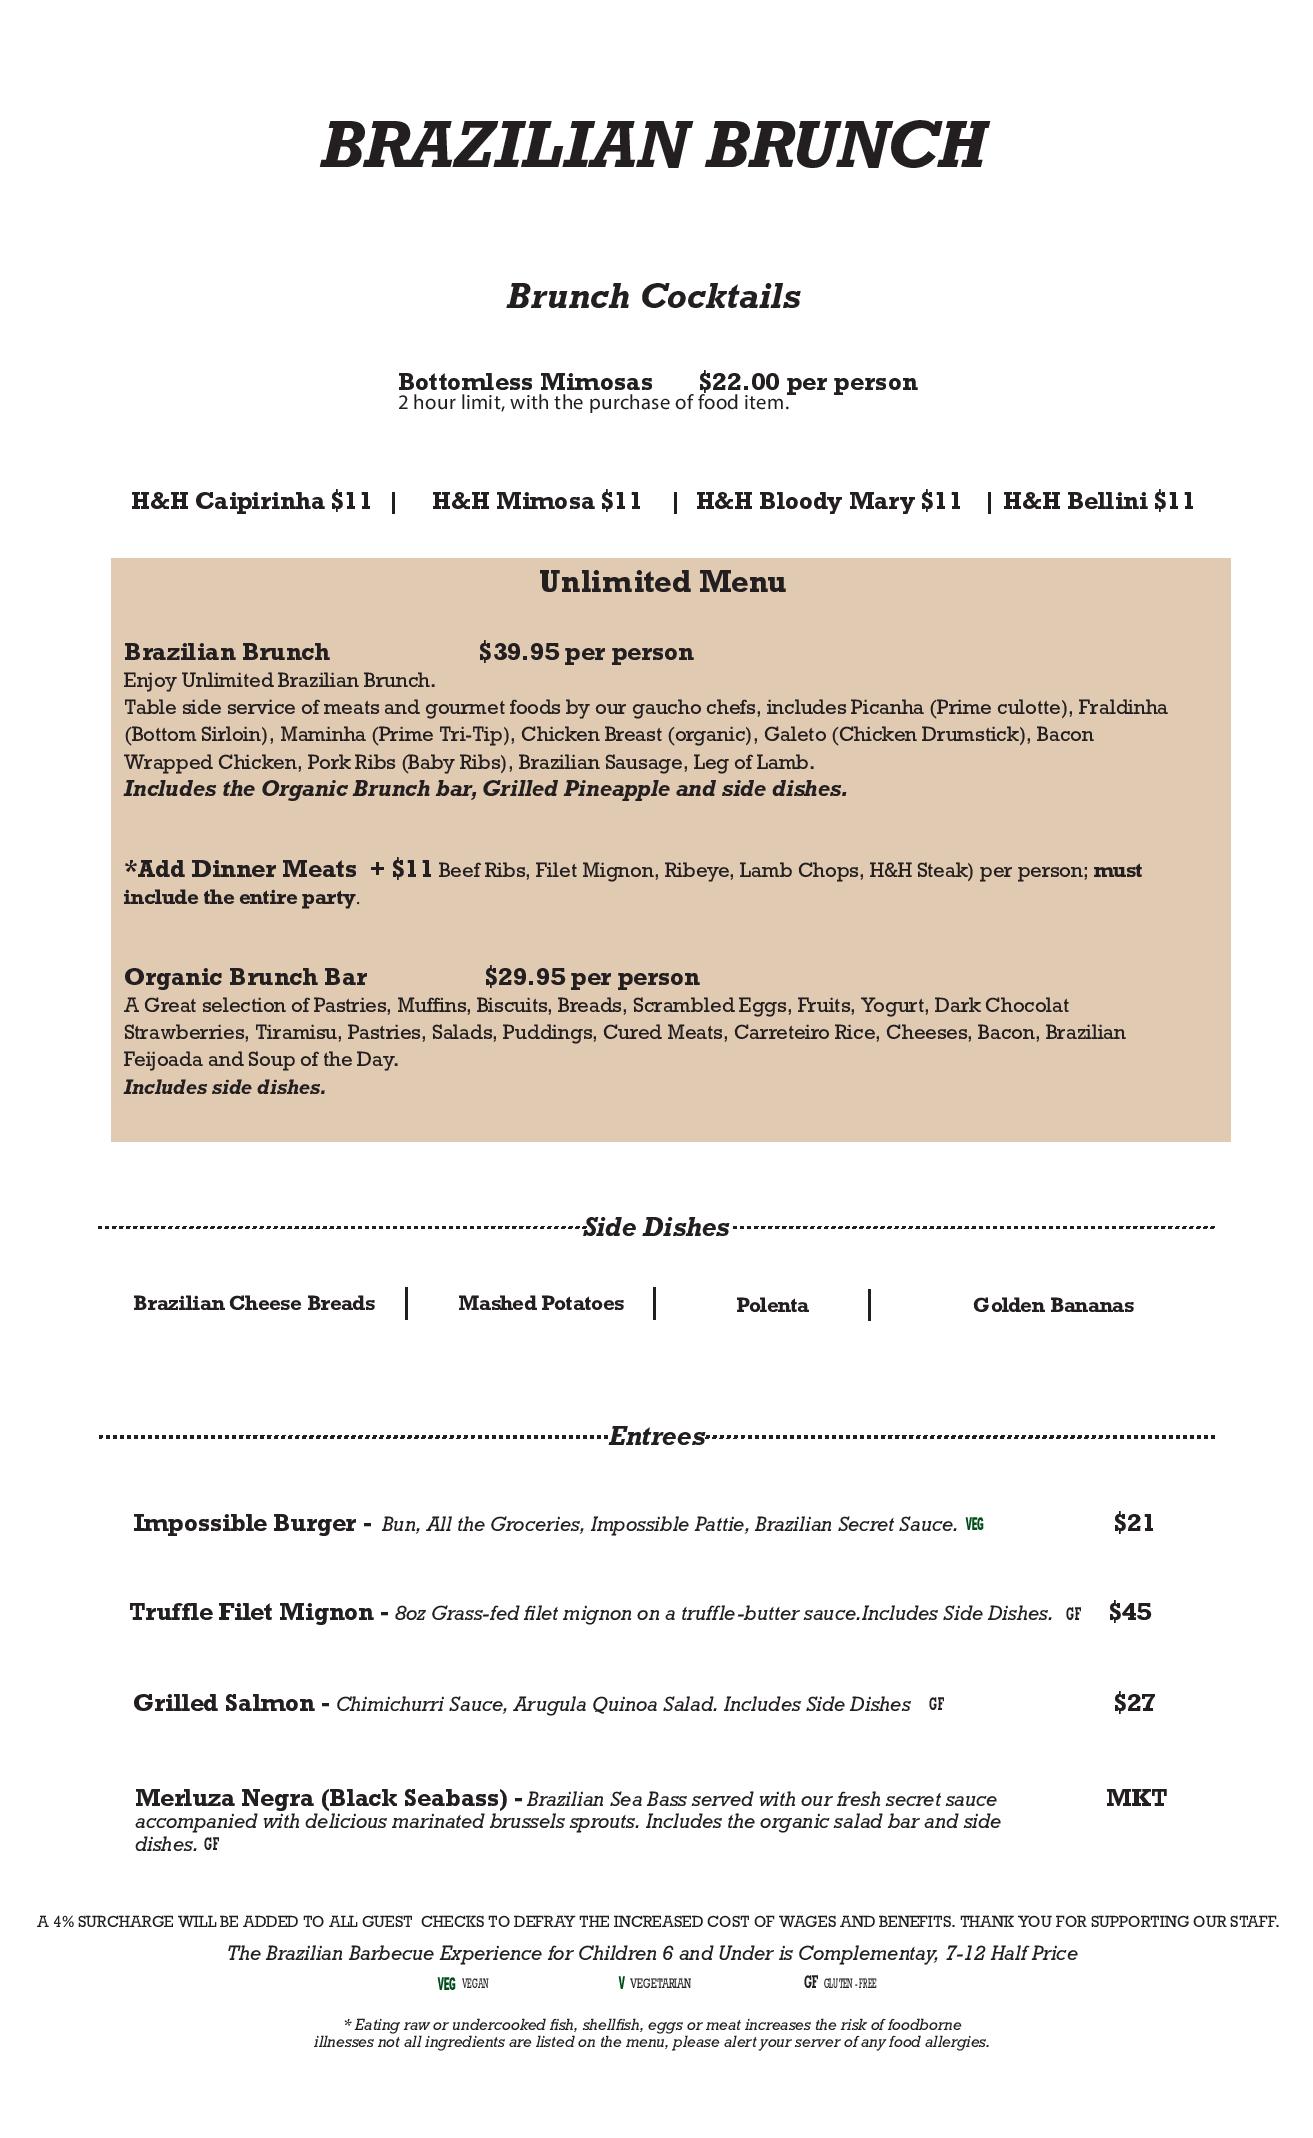 BRAZILIAN BRUNCH
Brunch Cocktails
Bottomless Mimosas $22.00 per person
2 hour limit, with the purchase of food item.
H&H Caipirinha $11 | H&H Mimosa $11 | H&H Bloody Mary $11 | H&H Bellini $11
Unlimited Menu
Brazilian Brunch $39.95 per person
Enjoy Unlimited Brazilian Brunch.
Table side service of meats and gourmet foods by our gaucho chefs, includes Picanha (Prime culotte), Fraldinha
(Bottom Sirloin), Maminha (Prime Tri-Tip), Chicken Breast (organic), Galeto (Chicken Drumstick), Bacon
Wrapped Chicken, Pork Ribs (Baby Ribs), Brazilian Sausage, Leg of Lamb.
Includes the Organic Brunch bar, Grilled Pineapple and side dishes.
*Add Dinner Meats + $11 Beef Ribs, Filet Mignon, Ribeye, Lamb Chops, H&H Steak) per person; must
include the entire party.
Organic Brunch Bar $29.95 per person
A Great selection of Pastries, Muffins, Biscuits, Breads, Scrambled Eggs, Fruits, Yogurt, Dark Chocolat
Strawberries, Tiramisu, Pastries, Salads, Puddings, Cured Meats, Carreteiro Rice, Cheeses, Bacon, Brazilian
Feijoada and Soup of the Day.
Includes side dishes.
Side Dishes
Brazilian Cheese Breads | Mashed Potatoes | Polenta | Golden Bananas
Entrees
Impossible Burger - Bun, All the Groceries, Impossible Pattie, Brazilian Secret Sauce. VEG $21
Truffle Filet Mignon - 8oz Grass-fed filet mignon on a truffle-butter sauce.Includes Side Dishes. GF $45
Grilled Salmon - Chimichurri Sauce, Arugula Quinoa Salad. Includes Side Dishes GF $27
Merluza Negra (Black Seabass) - Brazilian Sea Bass served with our fresh secret sauce MKT
accompanied with delicious marinated brussels sprouts. Includes the organic salad bar and side
dishes. GF
A 4% SURCHARGE WILL BE ADDED TO ALL GUEST CHECKS TO DEFRAY THE INCREASED COST OF WAGES AND BENEFITS. THANK YOU FOR SUPPORTING OUR STAFF.
The Brazilian Barbecue Experience for Children 6 and Under is Complementay, 7-12 Half Price
VEG VEGAN V VEGETARIAN GF GLUTEN-FREE
* Eating raw or undercooked fish, shellfish, eggs or meat increases the risk of foodborne
illnesses not all ingredients are listed on the menu, please alert your server of any food allergies.